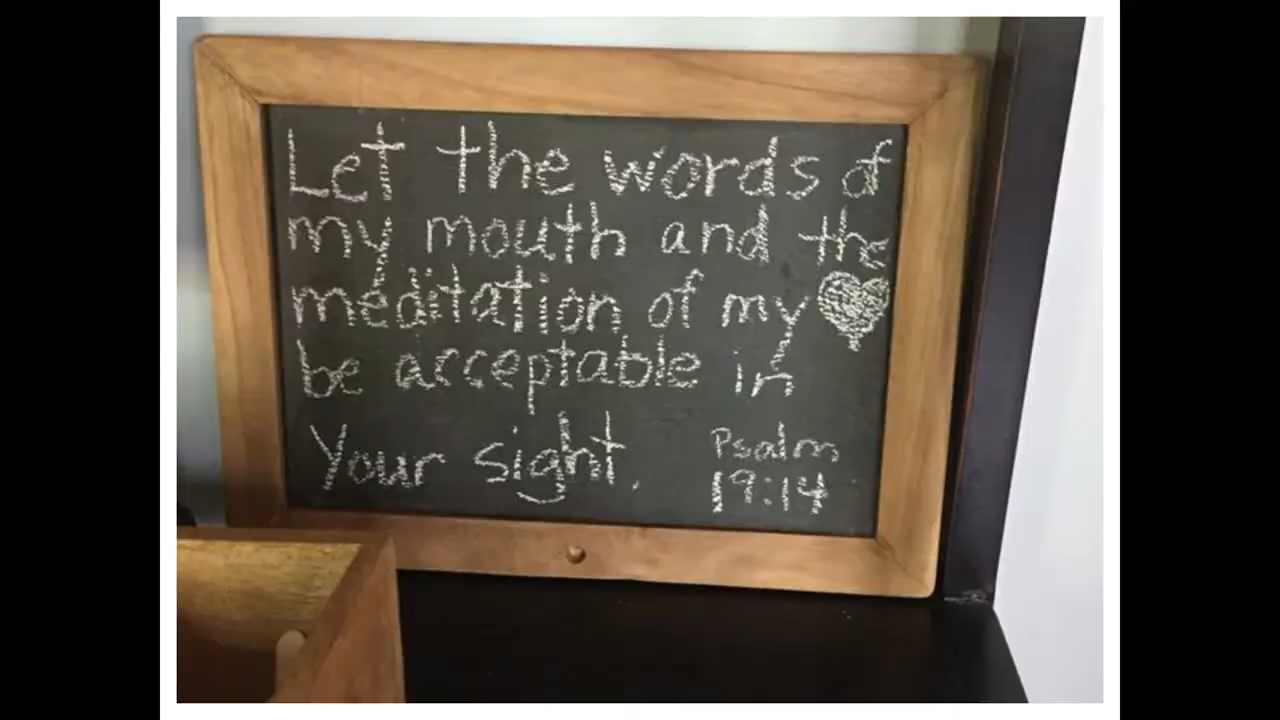 Let the words of
my mouth and the
meditation of my
be acceptable in
Your sight.
Psalm
19:14